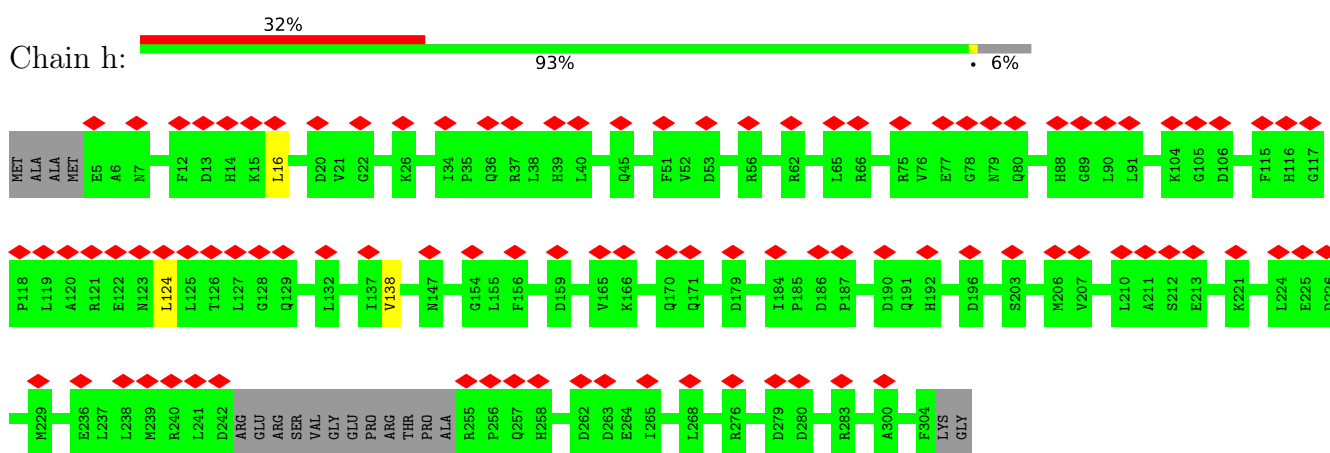 32%
Chain h:
93% • 6%
MET ALA ALA MET E5 A6 N7 F12 D13 H14 K15 L16 D20 V21 G22 K26 I34 P35 Q36 R37 L38 H39 L40 Q45 F51 V52 D53 R56 R62 L65 R66 R75 V76 E77 G78 N79 Q80 H88 G89 L90 L91 K104 G105 D106 F115 H116 G117
P118 L119 A120 R121 E122 N123 L124 L125 T126 L127 G128 Q129 L132 I137 V138 N147 G154 L155 F156 D159 V165 K166 Q170 Q171 D179 I184 P185 D186 P187 D190 Q191 H192 D196 S203 M206 V207 L210 A211 S212 E213 K221 L224 E225
M229 E236 L237 L238 M239 R240 L241 D242 ARG GLU ARG SER VAL GLY GLU PRO ARG THR PRO ALA R255 P256 Q257 H258 D262 D263 E264 I265 L268 R276 D279 D280 R283 A300 F304 LYS GLY